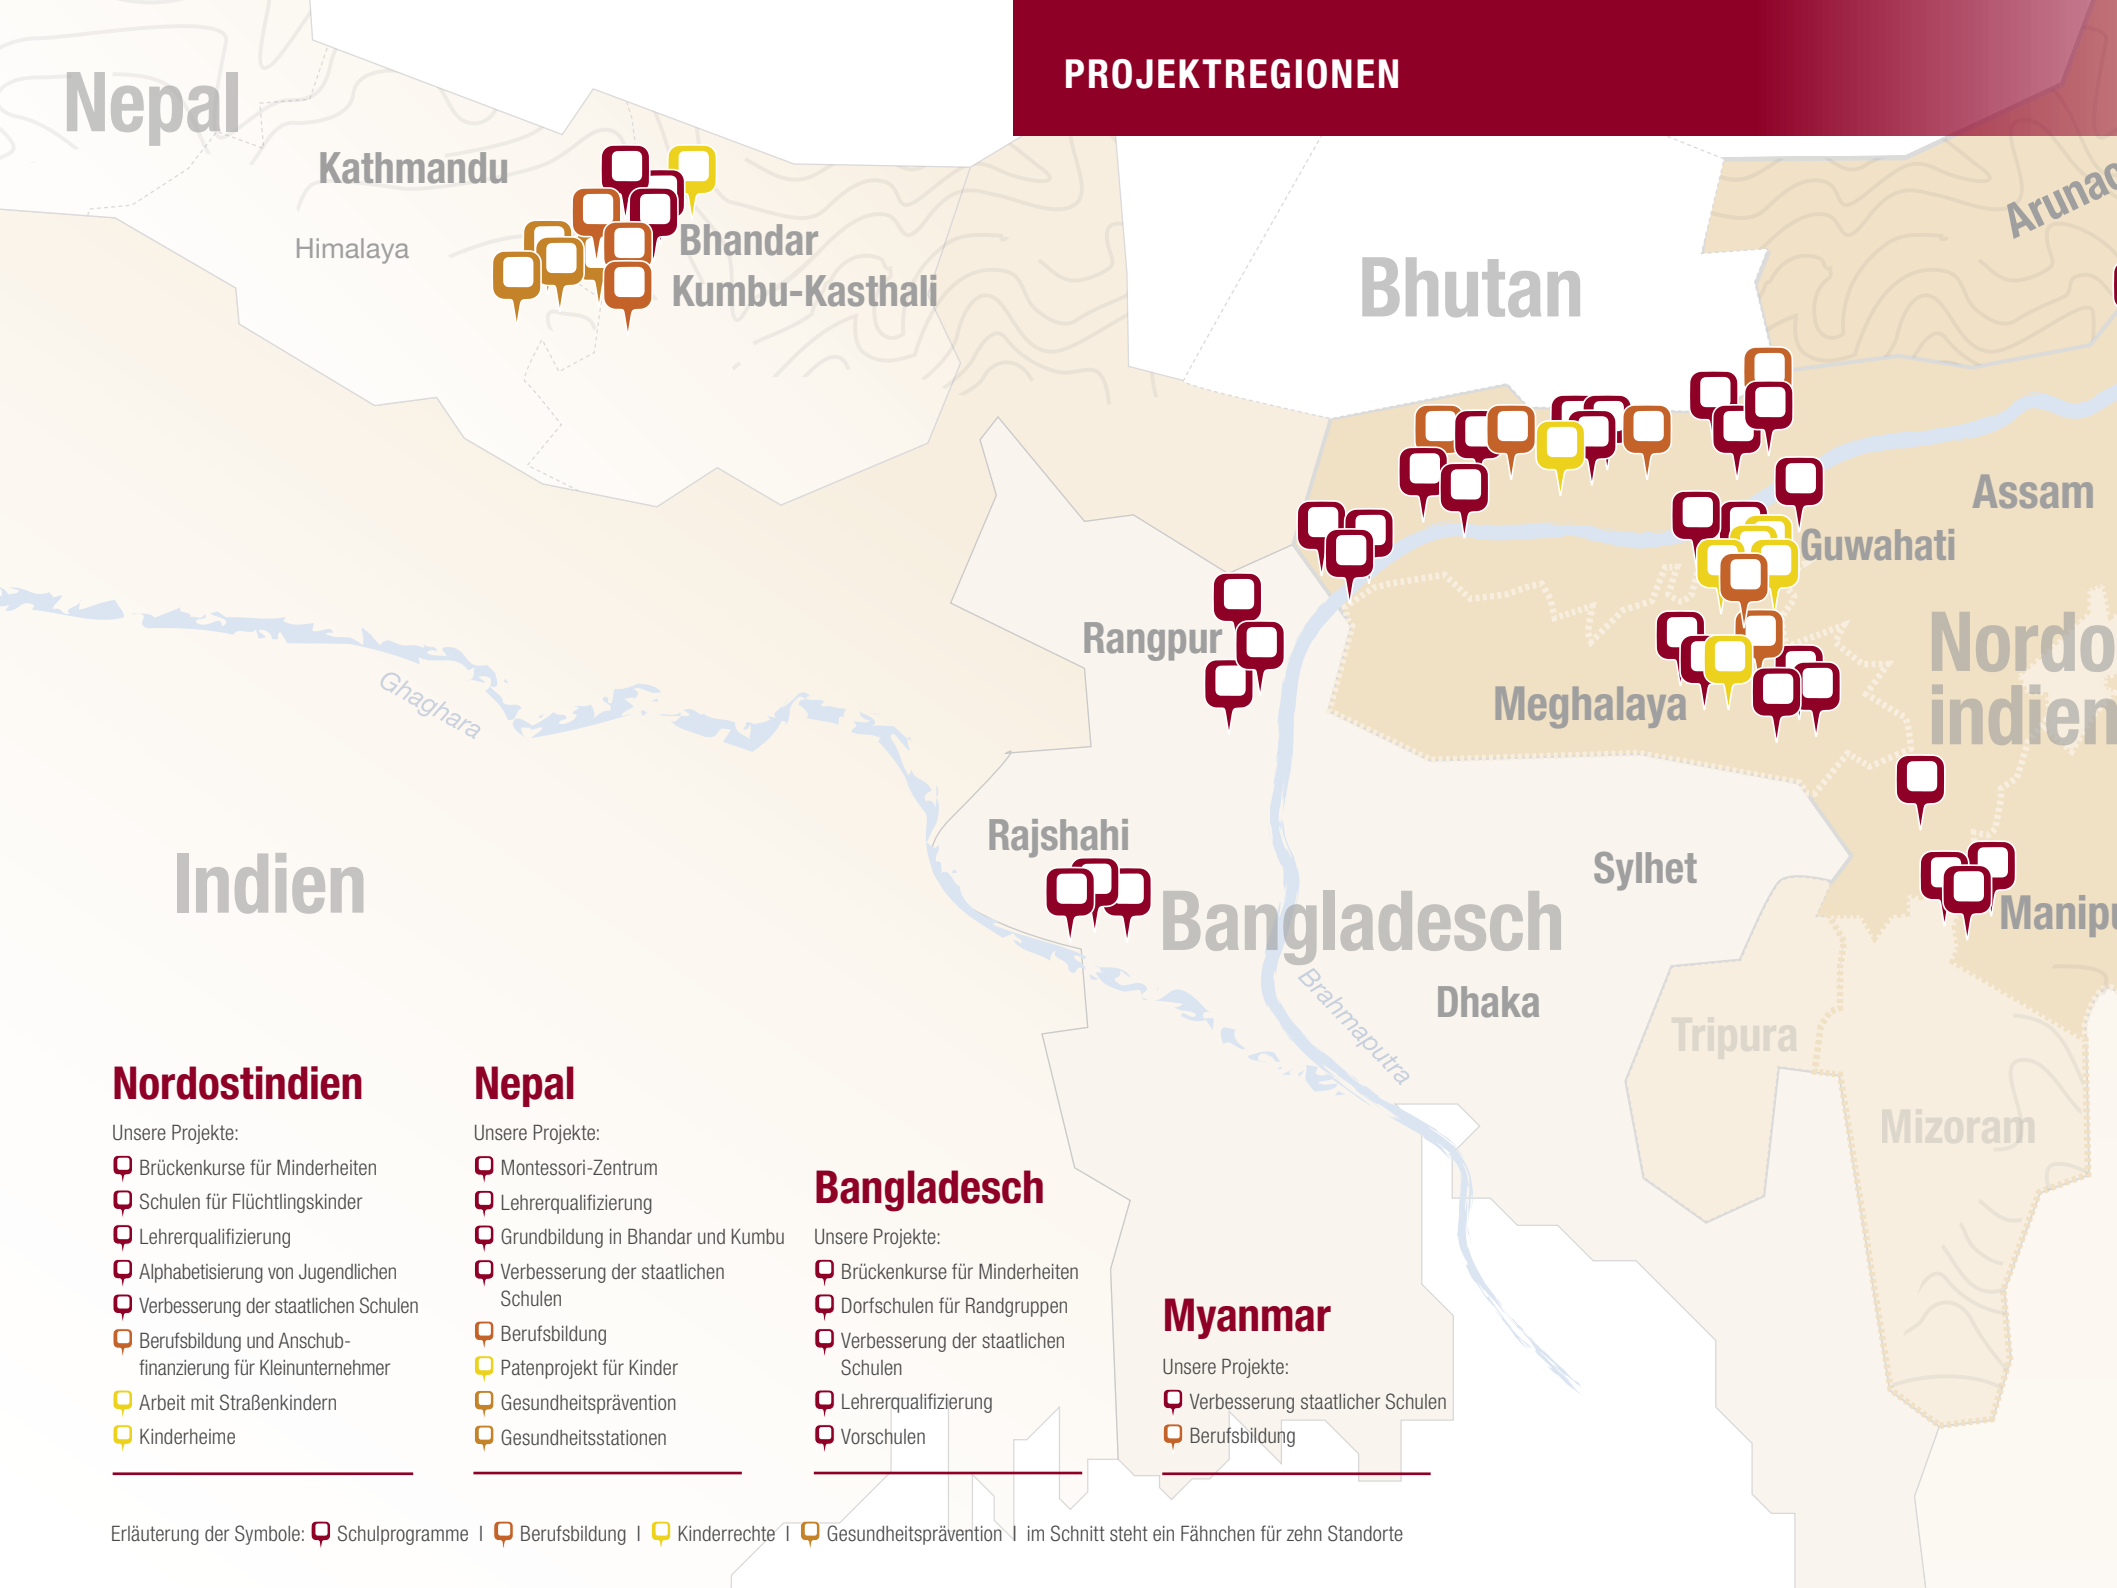 PROJEKTREGIONEN
Nepal
Kathmandu
Himalaya
Bhandar
Kumbu-Kasthali
Bhutan
Assam
Guwahati
Rangpur
Meghalaya
Ghaghara
Rajshahi
Indien
Bangladesch
Sylhet
Dhaka
Brahmaputra
Tripura
Mizoram
Nordostindien
Unsere Projekte:
Brückenkurse für Minderheiten
Schulen für Flüchtlingskinder
Lehrerqualifizierung
Alphabetisierung von Jugendlichen
Verbesserung der staatlichen Schulen
Berufsbildung und Anschub-
finanzierung für Kleinunternehmer
Arbeit mit Straßenkindern
Kinderheime
Nepal
Unsere Projekte:
Montessori-Zentrum
Lehrerqualifizierung
Grundbildung in Bhandar und Kumbu
Verbesserung der staatlichen
Schulen
Berufsbildung
Patenprojekt für Kinder
Gesundheitsprävention
Gesundheitsstationen
Bangladesch
Unsere Projekte:
Brückenkurse für Minderheiten
Dorfschulen für Randgruppen
Verbesserung der staatlichen
Schulen
Lehrerqualifizierung
Vorschulen
Myanmar
Unsere Projekte:
Verbesserung staatlicher Schulen
Berufsbildung
Erläuterung der Symbole: Schulprogramme I Berufsbildung I Kinderrechte I Gesundheitsprävention I im Schnitt steht ein Fähnchen für zehn Standorte